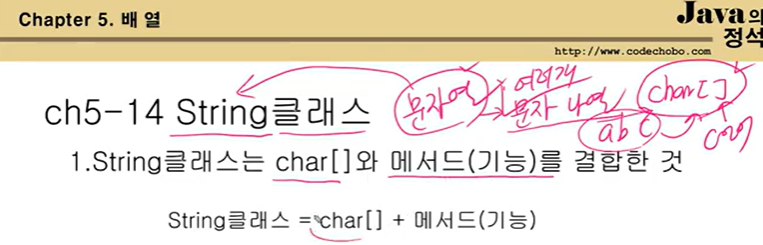 Chapter 5. 배 열
Java의
정석
http://www.codechobo.com
ch5-14 String클래스
문자열
여러개
문자 나열
char[]
abc
1.String클래스는 char[]와 메서드(기능)를 결합한 것
String클래스 = char[] + 메서드(기능)